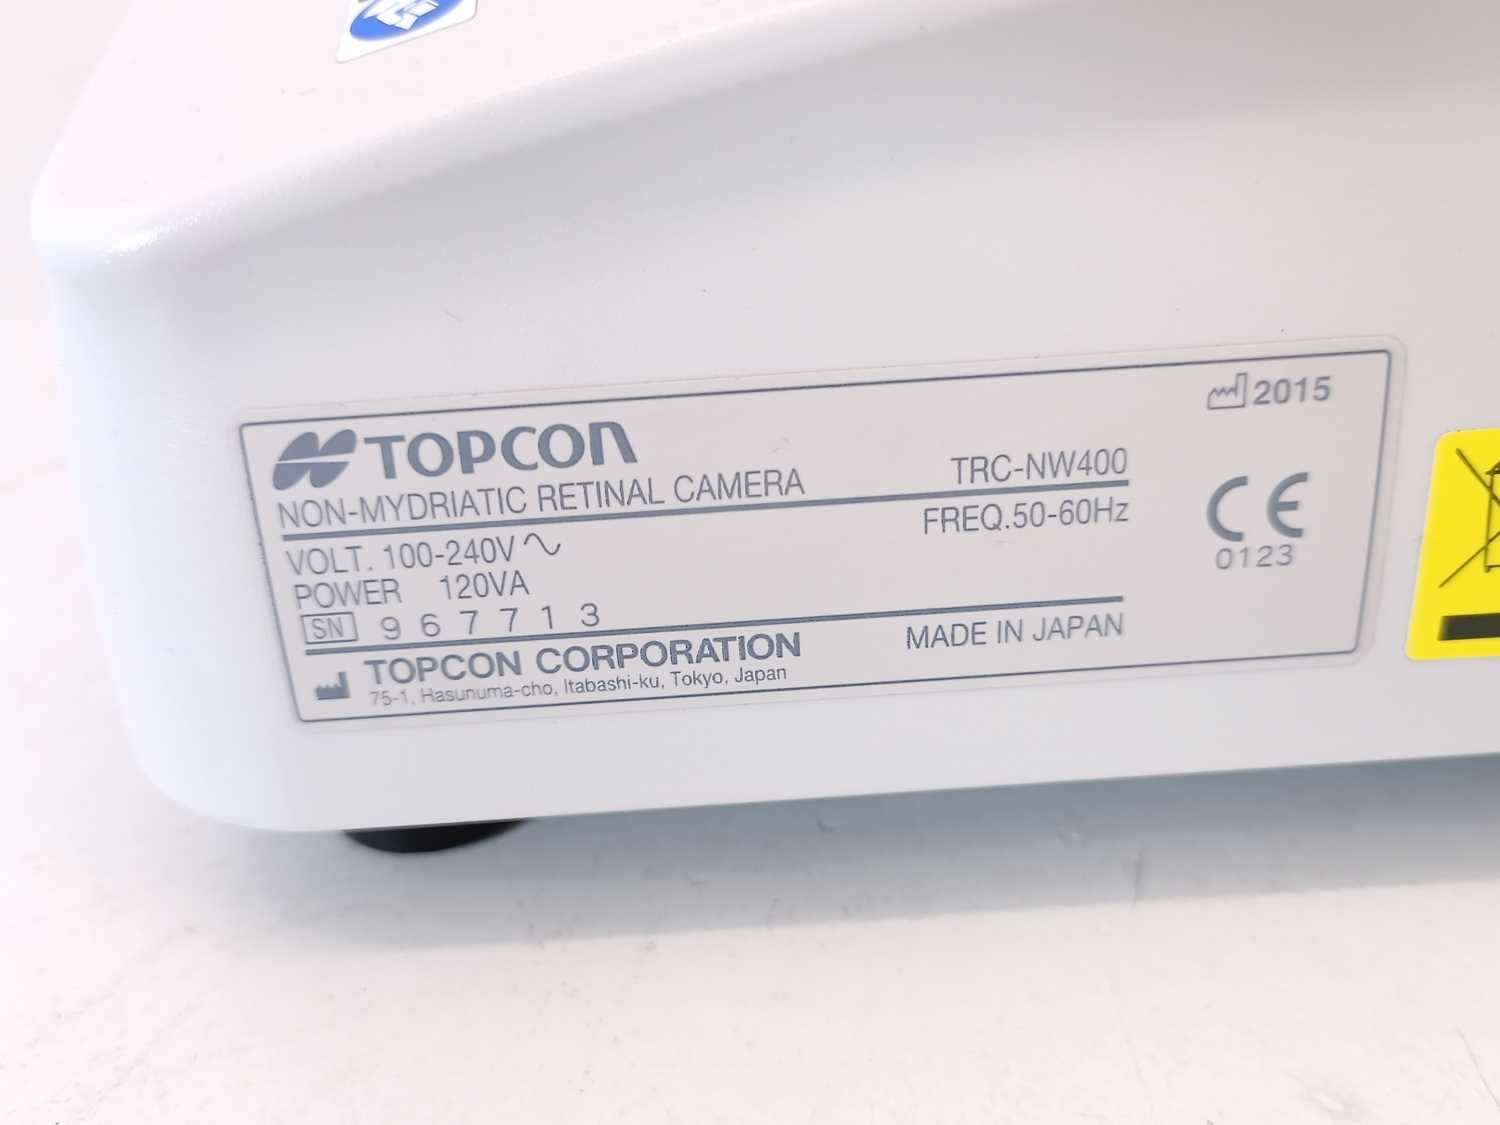 2015
TOPCON
NON-MYDRIATIC RETINAL CAMERA TRC-NW400
VOLT. 100-240V FREQ.50-60Hz
POWER 120VA
SN 967713
TOPCON CORPORATION MADE IN JAPAN
75-1, Hasunuma-cho, Itabashi-ku, Tokyo, Japan
CE
0123